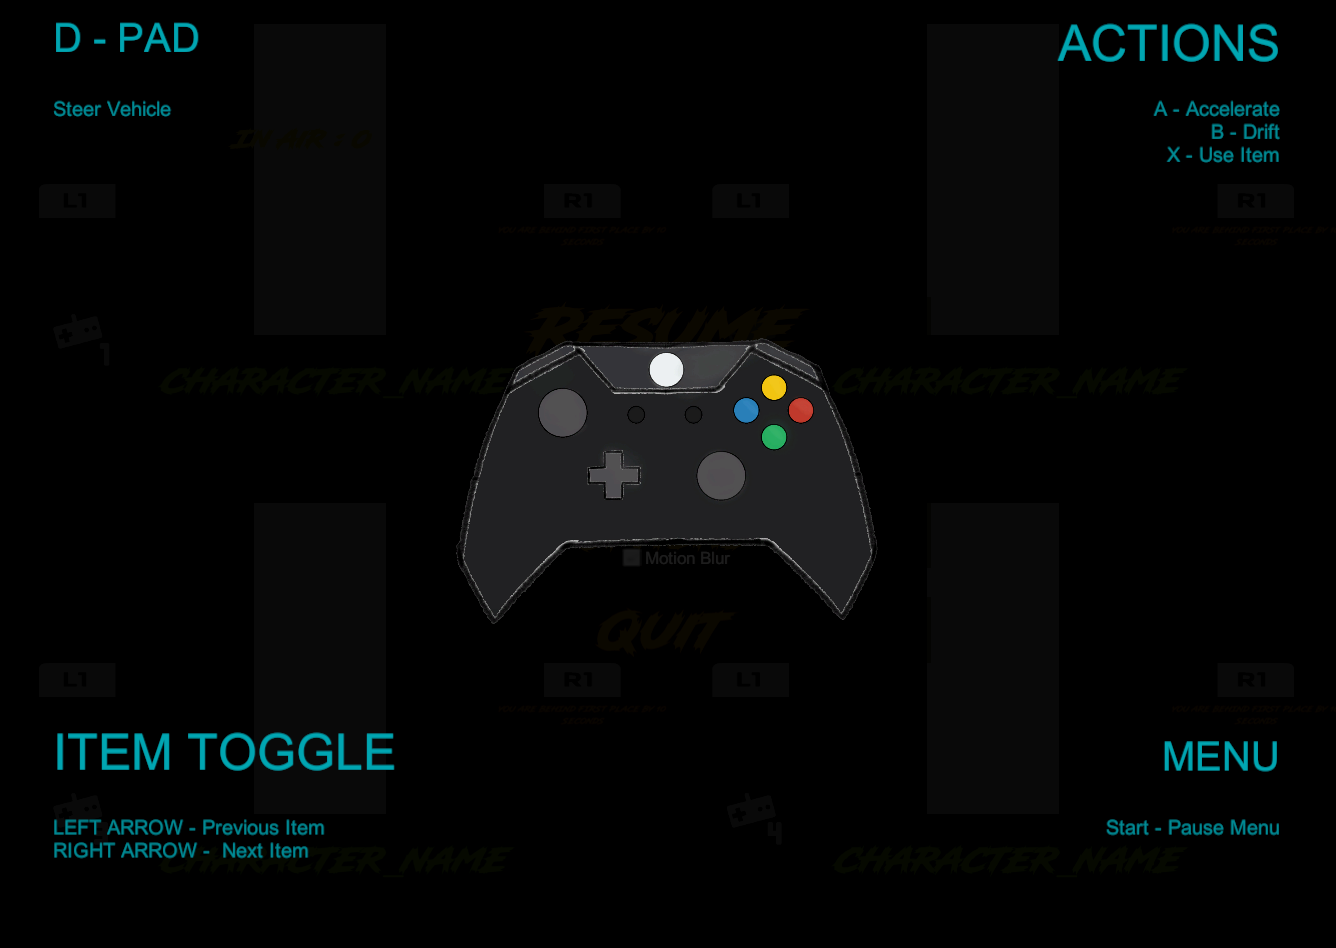 D - PAD
ACTIONS
Steer Vehicle
A - Accelerate
B - Drift
X - Use Item
L1
R1
L1
R1
RESUME
1
CHARACTER_NAME
CHARACTER_NAME
Motion Blur
QUIT
L1
R1
L1
R1
ITEM TOGGLE
MENU
4
LEFT ARROW - Previous Item
RIGHT ARROW - Next Item
Start - Pause Menu
CHARACTER_NAME
CHARACTER_NAME